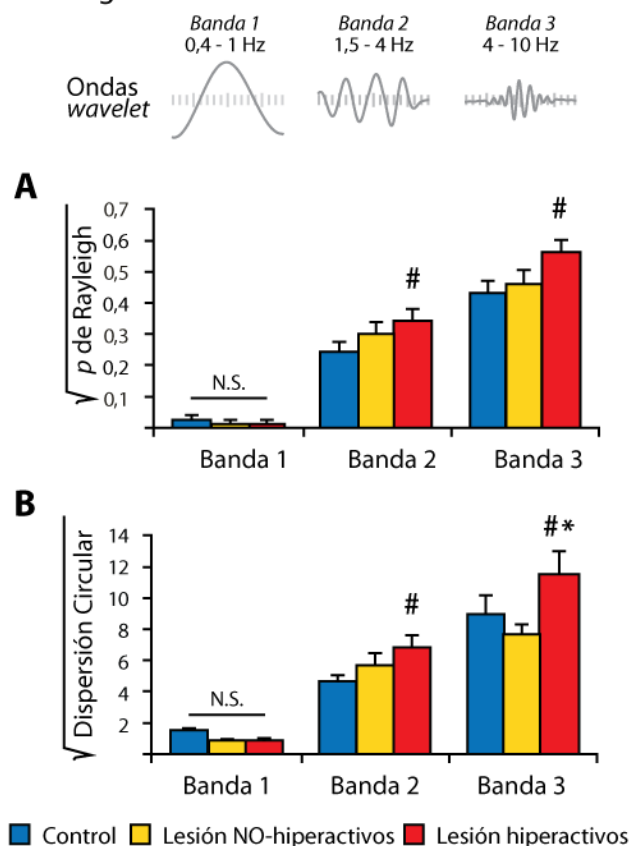 Banda 1
0,4 - 1 Hz
Banda 2
1,5 - 4 Hz
Banda 3
4 - 10 Hz
Ondas
wavelet
A
√ p de Rayleigh
0,7
0,6
0,5
0,4
0,3
0,2
0,1
N.S.
#
#
Banda 1
Banda 2
Banda 3
B
√ Dispersión Circular
14
12
10
8
6
4
2
N.S.
#
#*
Banda 1
Banda 2
Banda 3
Control
Lesión NO-hiperactivos
Lesión hiperactivos